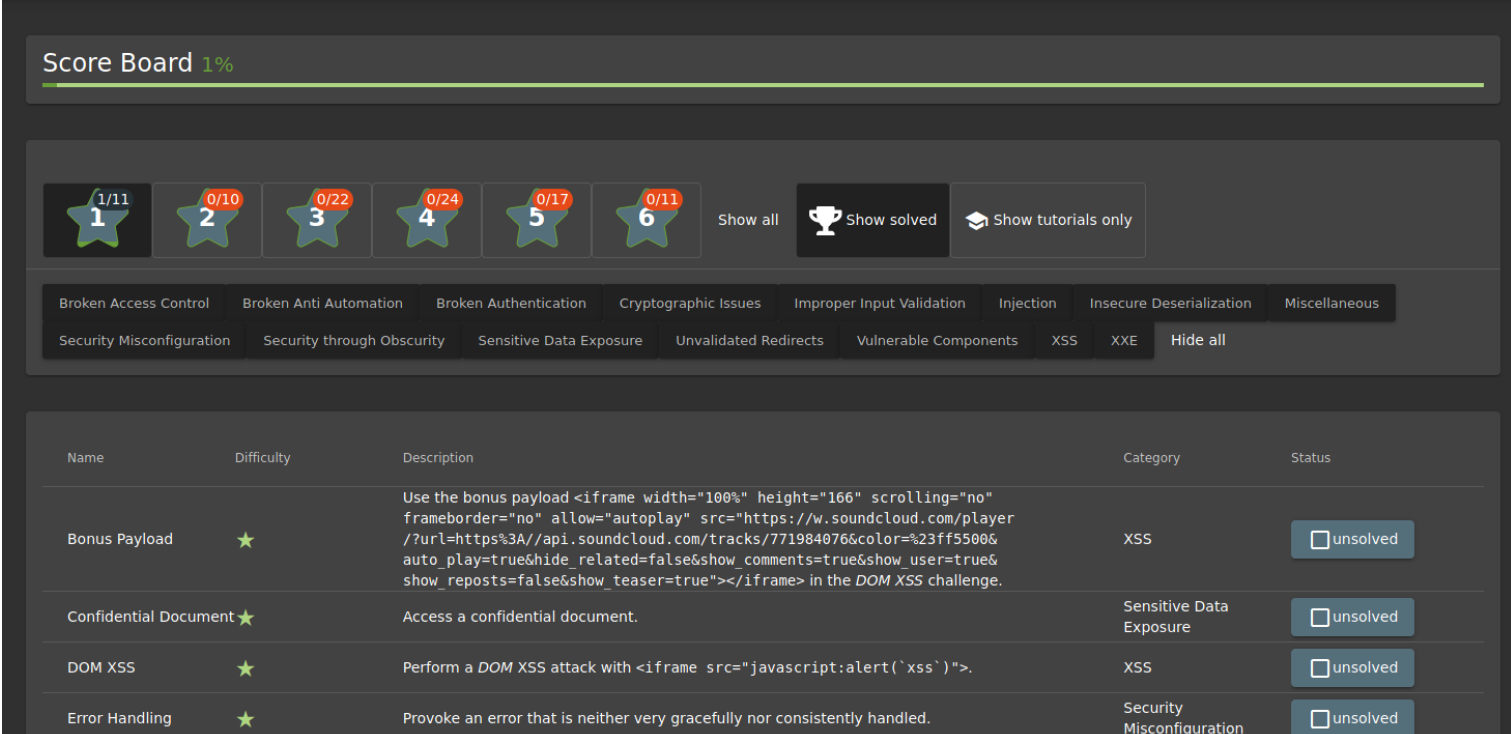 Score Board 1%
1/11 0/10 0/22 0/24 0/17 0/11
1 2 3 4 5 6 Show all Show solved Show tutorials only
Broken Access Control Broken Anti Automation Broken Authentication Cryptographic Issues Improper Input Validation Injection Insecure Deserialization Miscellaneous
Security Misconfiguration Security through Obscurity Sensitive Data Exposure Unvalidated Redirects Vulnerable Components XSS XXE Hide all
Name Difficulty Description Category Status
Use the bonus payload <iframe width="100%" height="166" scrolling="no"
frameborder="no" allow="autoplay" src="https://w.soundcloud.com/player
Bonus Payload /?url=https%3A//api.soundcloud.com/tracks/771984076&color=%23ff5500& XSS unsolved
auto_play=true&hide_related=false&show_comments=true&show_user=true&
show_reposts=false&show_teaser=true"></iframe> in the DOM XSS challenge.
Confidential Document Access a confidential document. Sensitive Data unsolved
Exposure
DOM XSS Perform a DOM XSS attack with <iframe src="javascript:alert(`xss`)">. XSS unsolved
Error Handling Provoke an error that is neither very gracefully nor consistently handled. Security unsolved
Misconfiguration